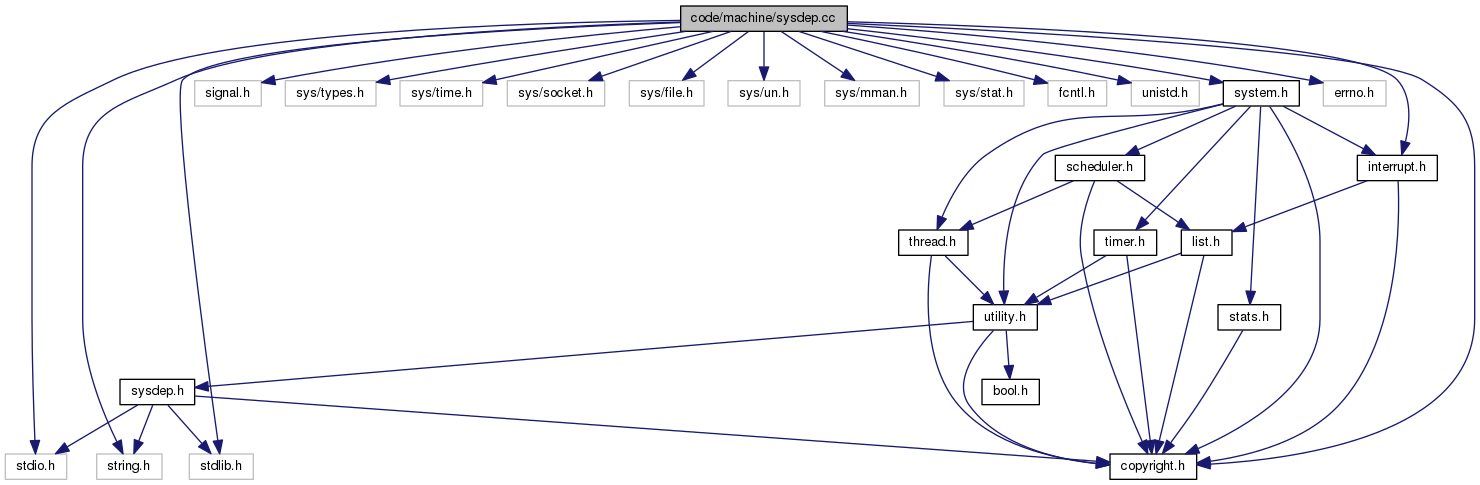 code/machine/sysdep.cc
signal.h
sys/types.h
sys/time.h
sys/socket.h
sys/file.h
sys/un.h
sys/mman.h
sys/stat.h
fcntl.h
unistd.h
system.h
errno.h
scheduler.h
interrupt.h
thread.h
timer.h
list.h
utility.h
stats.h
sysdep.h
bool.h
stdio.h
string.h
stdlib.h
copyright.h